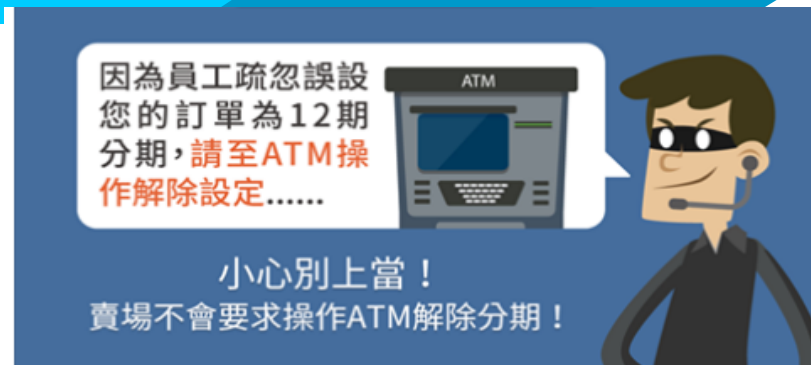 因為員工疏忽誤設
您的訂單為12期
分期，請至ATM操
作解除設定......
ATM
小心別上當！
賣場不會要求操作ATM解除分期！